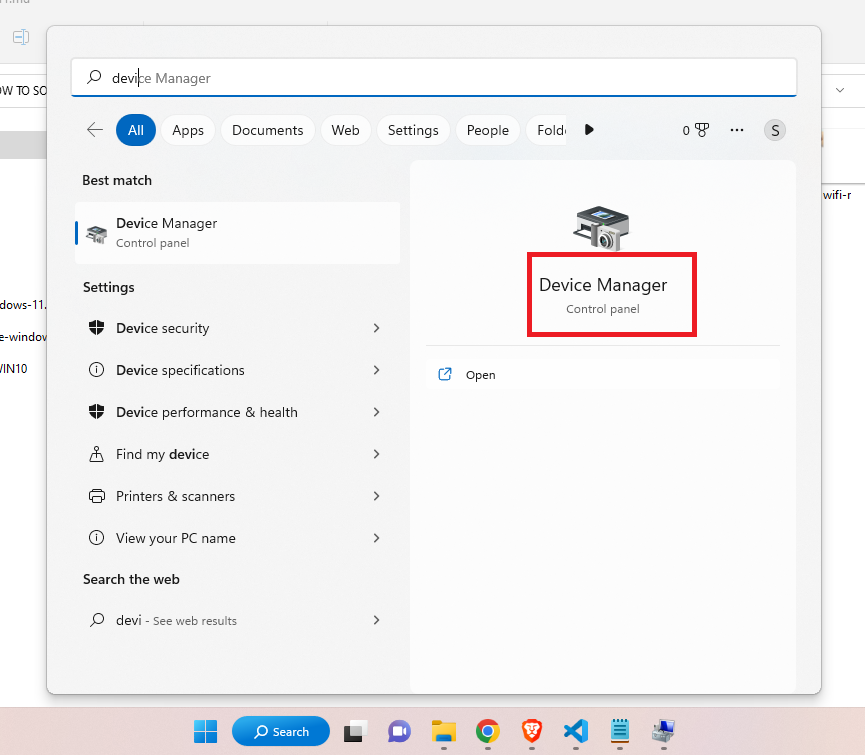 device Manager
All
Apps
Documents
Web
Settings
People
Folde
0
S
Best match
Device Manager
Control panel
Settings
Device security
Device specifications
Device performance & health
Find my device
Printers & scanners
View your PC name
Search the web
devi - See web results
Device Manager
Control panel
Open
OW TO SO
wifi-r
dows-11.
e-window
WIN10
Search